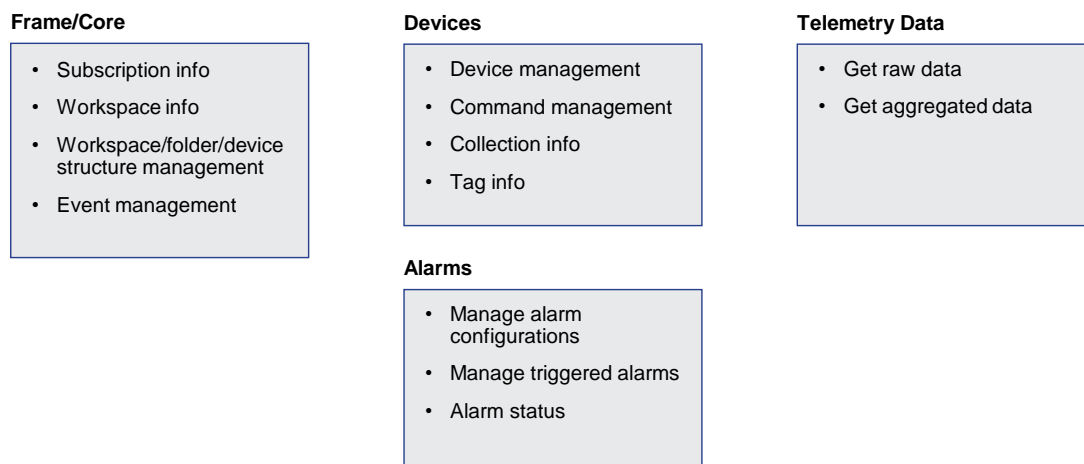 Frame/Core
• Subscription info
• Workspace info
• Workspace/folder/device
structure management
• Event management
Devices
• Device management
• Command management
• Collection info
• Tag info
Telemetry Data
• Get raw data
• Get aggregated data
Alarms
• Manage alarm
configurations
• Manage triggered alarms
• Alarm status